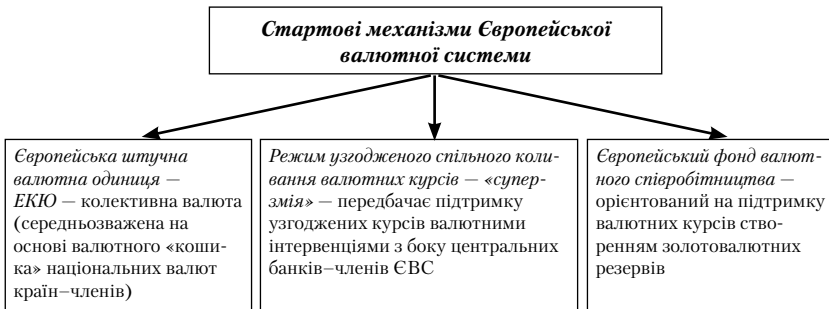 Стартові механізми Європейської
валютної системи
Європейська штучна
валютна одиниця —
ЕКЮ — колективна валюта
(середньозважена на
основі валютного «коши-
ка» національних валют
країн–членів)
Режим узгодженого спільного коли-
вання валютних курсів — «супер-
змія» — передбачає підтримку
узгоджених курсів валютними
інтервенціями з боку центральних
банків–членів ЄВС
Європейський фонд валют-
ного співробітництва —
орієнтований на підтримку
валютних курсів ство-
ренням золотовалютних
резервів